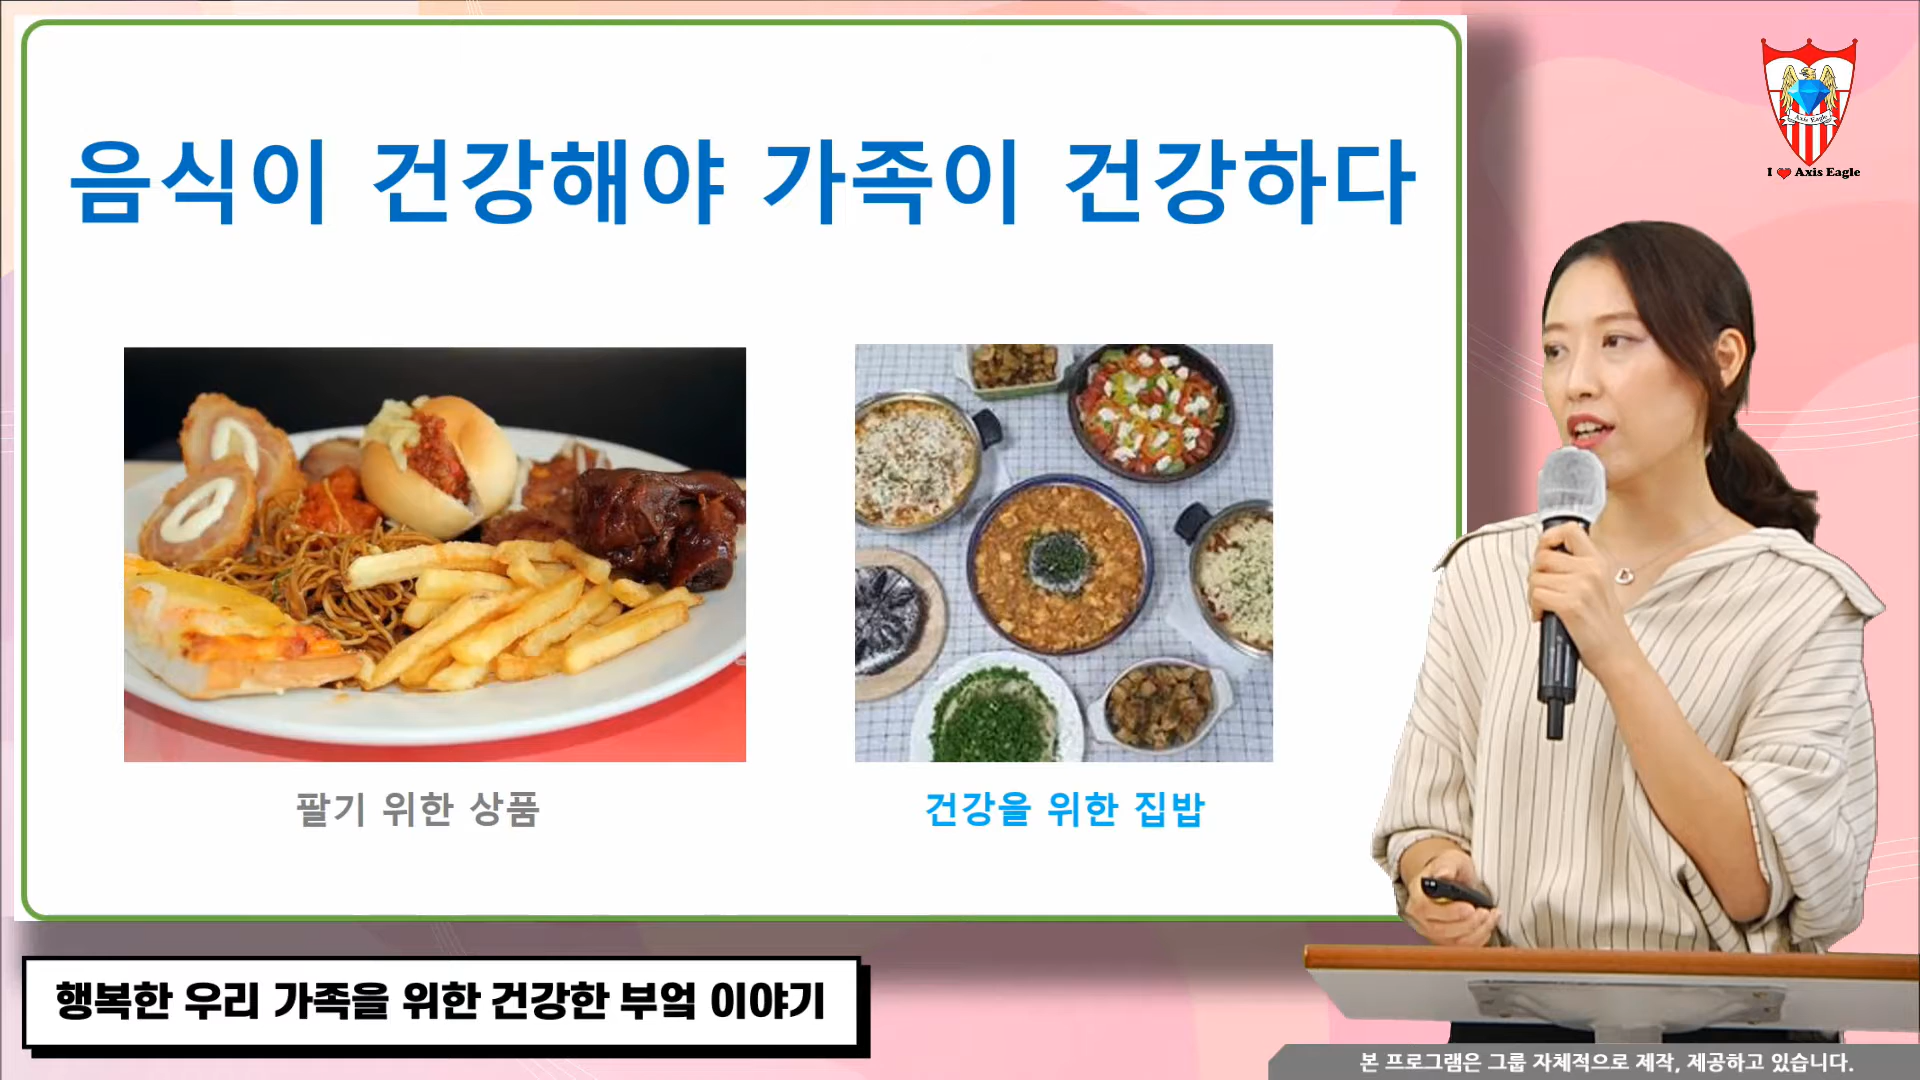 음식이 건강해야 가족이 건강하다
Axis Eagle
I ❤ Axis Eagle
팔기 위한 상품
건강을 위한 집밥
행복한 우리 가족을 위한 건강한 부엌 이야기
본 프로그램은 그룹 자체적으로 제작, 제공하고 있습니다.